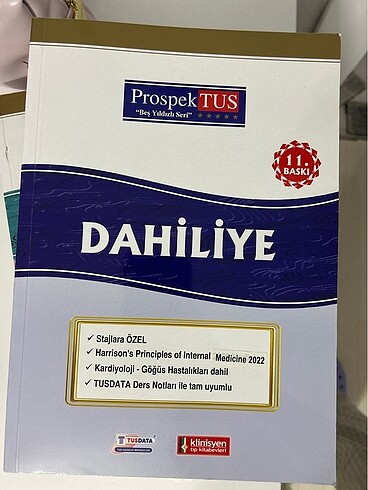 ProspekTUS
"Beş Yıldızlı Seri" ★★★★★
11.
BASKI
DAHİLİYE
✓ Stajlara ÖZEL
✓ Harrison's Principles of Internal Medicine 2022
✓ Kardiyoloji - Göğüs Hastalıkları dahil
✓ TUSDATA Ders Notları ile tam uyumlu
TUSDATA
klinisyen
tıp kitabevleri